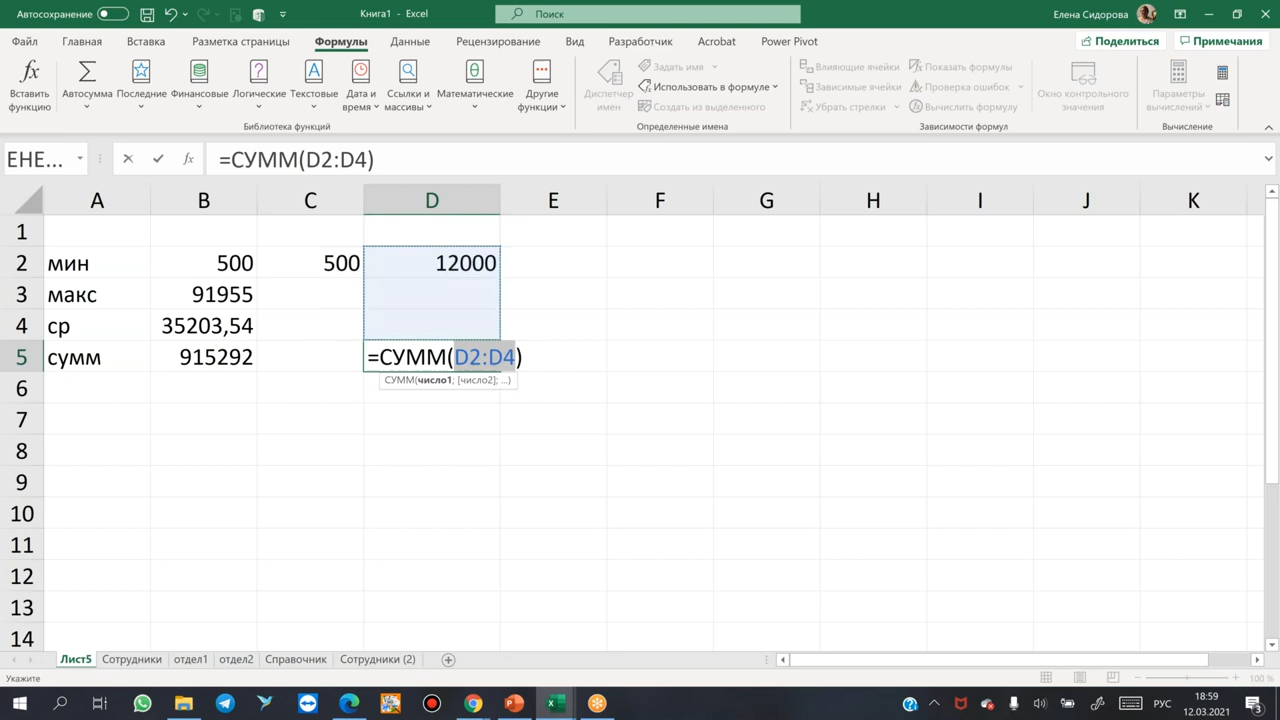 Автосохранение
Книга1 - Excel
Поиск
Елена Сидорова
Файл Главная Вставка Разметка страницы Формулы Данные Рецензирование Вид Разработчик Acrobat Power Pivot
Поделиться Примечания
Вставить функцию
Автосумма
Последние
Финансовые
Логические
Текстовые
Дата и время
Ссылки и массивы
Математические
Другие функции
Библиотека функций
Диспетчер имен
Задать имя
Использовать в формуле
Создать из выделенного
Определенные имена
Влияющие ячейки
Зависимые ячейки
Убрать стрелки
Показать формулы
Проверка ошибок
Вычислить формулу
Окно контрольного значения
Зависимости формул
Параметры вычислений
Вычисление
ЕНЕ... fx =СУММ(D2:D4)
A B C D E F G H I J K
1
2 мин 500 500 12000
3 макс 91955
4 ср 35203,54
5 сумм 915292 =СУММ(D2:D4)
СУММ(число1; [число2]; ...)
6
7
8
9
10
11
12
13
14
Лист5 Сотрудники отдел1 отдел2 Справочник Сотрудники (2)
Укажите
100 %
РУС
18:59
12.03.2021
3